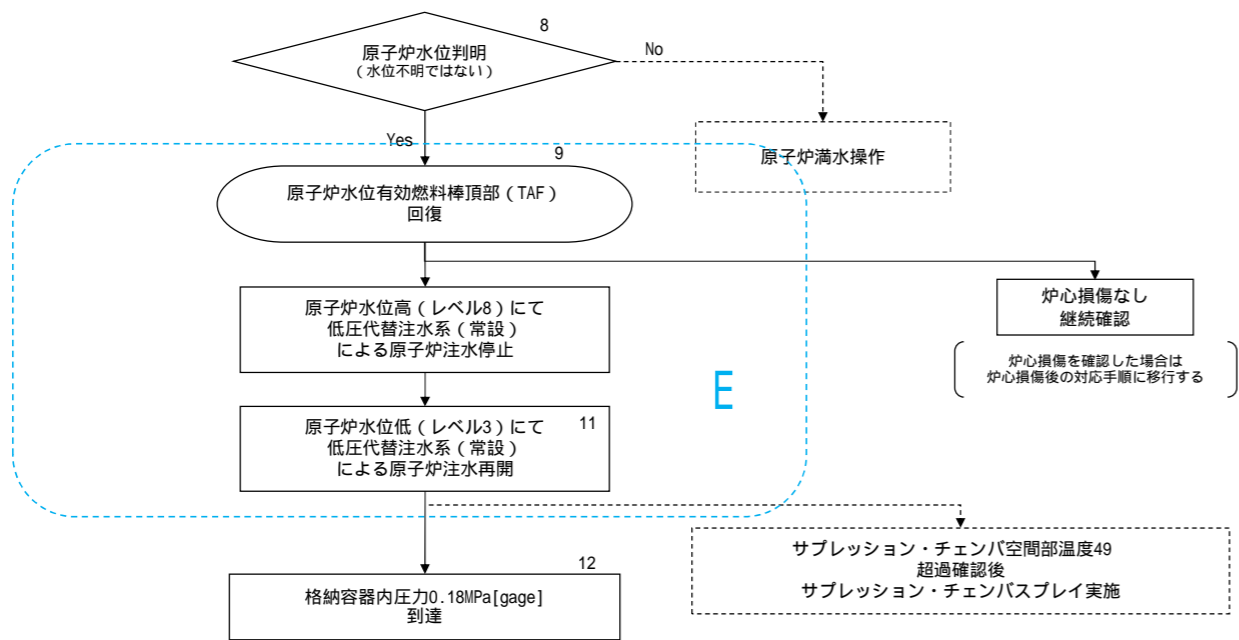 8
原子炉水位判明
（水位不明ではない）
No
Yes
原子炉満水操作
9
原子炉水位有効燃料棒頂部（TAF）
回復
炉心損傷なし
継続確認
炉心損傷を確認した場合は
炉心損傷後の対応手順に移行する
原子炉水位高（レベル8）にて
低圧代替注水系（常設）
による原子炉注水停止
E
11
原子炉水位低（レベル3）にて
低圧代替注水系（常設）
による原子炉注水再開
サプレッション・チェンバ空間部温度49
超過確認後
サプレッション・チェンバスプレイ実施
12
格納容器内圧力0.18MPa[gage]
到達